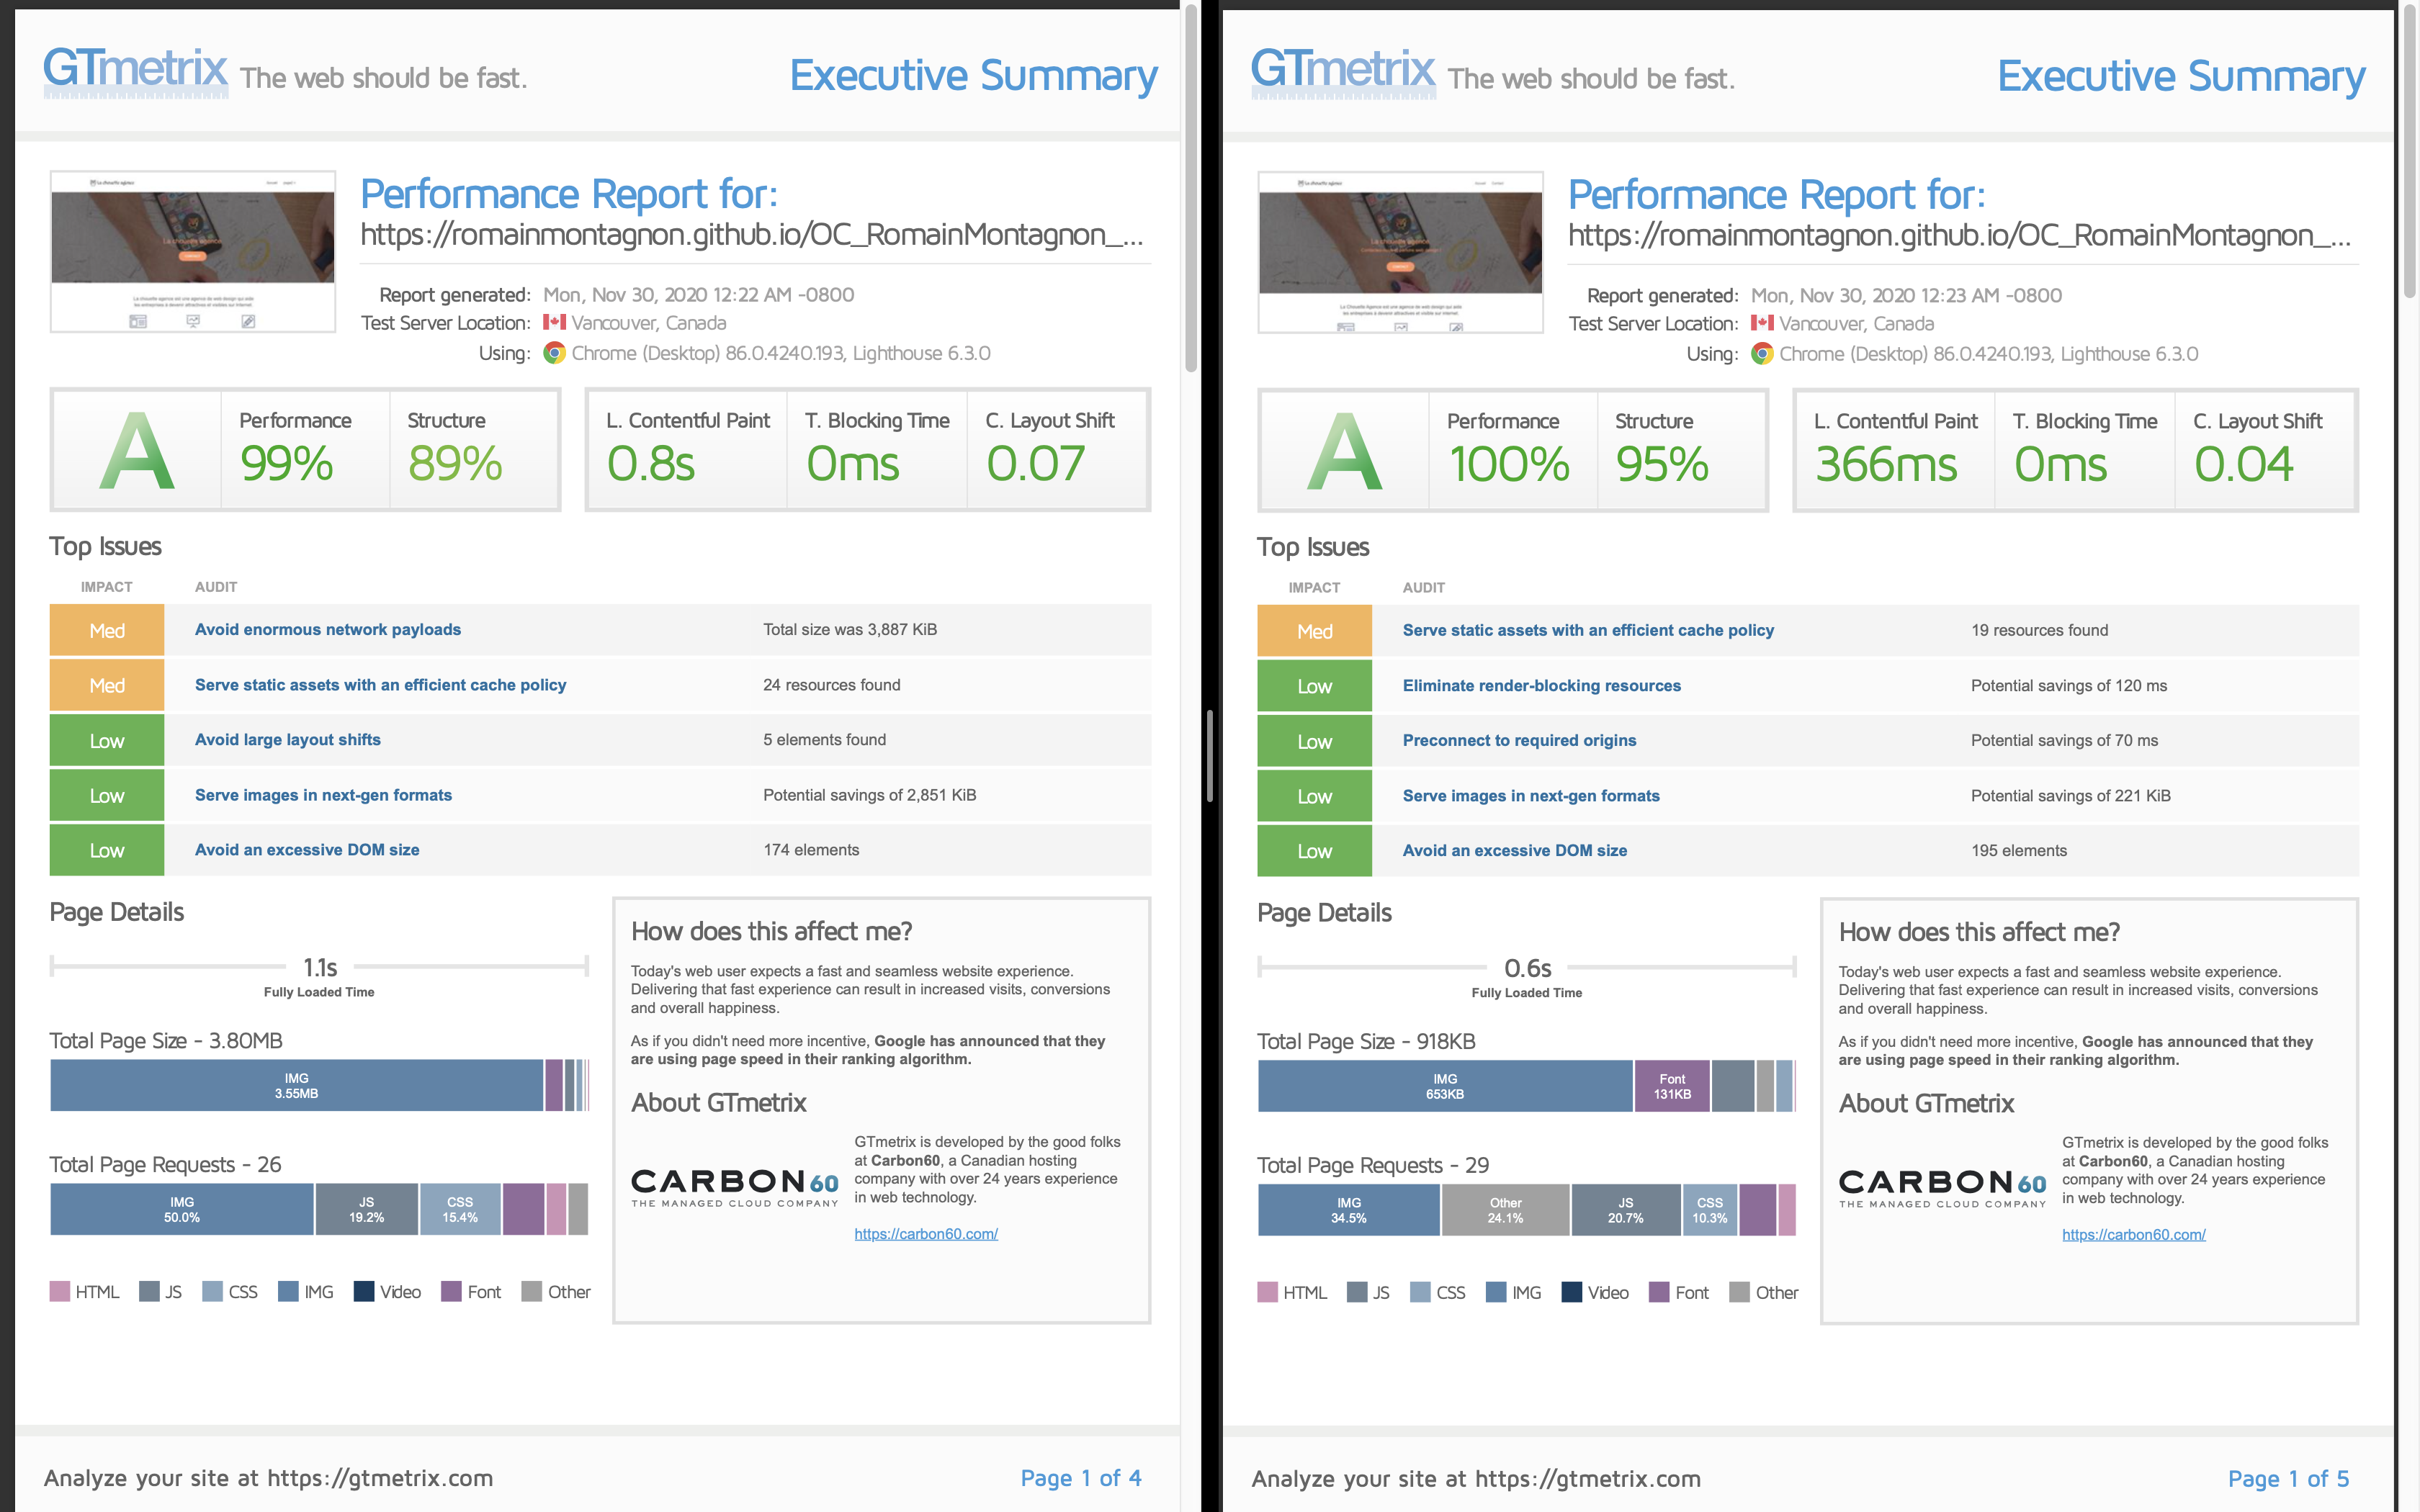 GTmetrix The web should be fast.
Executive Summary
La chouette agence
Performance Report for:
https://romainmontagnon.github.io/OC_RomainMontagnon_...
Report generated: Mon, Nov 30, 2020 12:22 AM -0800
Test Server Location: Vancouver, Canada
Using: Chrome (Desktop) 86.0.4240.193, Lighthouse 6.3.0
A
Performance
99%
Structure
89%
L. Contentful Paint
0.8s
T. Blocking Time
0ms
C. Layout Shift
0.07
Top Issues
IMPACT AUDIT
Med Avoid enormous network payloads Total size was 3,887 KiB
Med Serve static assets with an efficient cache policy 24 resources found
Low Avoid large layout shifts 5 elements found
Low Serve images in next-gen formats Potential savings of 2,851 KiB
Low Avoid an excessive DOM size 174 elements
Page Details
1.1s
Fully Loaded Time
Total Page Size - 3.80MB
IMG
3.55MB
Total Page Requests - 26
IMG
50.0%
JS
19.2%
CSS
15.4%
HTML JS CSS IMG Video Font Other
How does this affect me?
Today's web user expects a fast and seamless website experience.
Delivering that fast experience can result in increased visits, conversions
and overall happiness.
As if you didn't need more incentive, Google has announced that they
are using page speed in their ranking algorithm.
About GTmetrix
CARBON60
THE MANAGED CLOUD COMPANY
GTmetrix is developed by the good folks
at Carbon60, a Canadian hosting
company with over 24 years experience
in web technology.
https://carbon60.com/
Analyze your site at https://gtmetrix.com
Page 1 of 4
GTmetrix The web should be fast.
Executive Summary
La chouette agence
Performance Report for:
https://romainmontagnon.github.io/OC_RomainMontagnon_...
Report generated: Mon, Nov 30, 2020 12:23 AM -0800
Test Server Location: Vancouver, Canada
Using: Chrome (Desktop) 86.0.4240.193, Lighthouse 6.3.0
A
Performance
100%
Structure
95%
L. Contentful Paint
366ms
T. Blocking Time
0ms
C. Layout Shift
0.04
Top Issues
IMPACT AUDIT
Med Serve static assets with an efficient cache policy 19 resources found
Low Eliminate render-blocking resources Potential savings of 120 ms
Low Preconnect to required origins Potential savings of 70 ms
Low Serve images in next-gen formats Potential savings of 221 KiB
Low Avoid an excessive DOM size 195 elements
Page Details
0.6s
Fully Loaded Time
Total Page Size - 918KB
IMG
653KB
Font
131KB
Total Page Requests - 29
IMG
34.5%
Other
24.1%
JS
20.7%
CSS
10.3%
HTML JS CSS IMG Video Font Other
How does this affect me?
Today's web user expects a fast and seamless website experience.
Delivering that fast experience can result in increased visits, conversions
and overall happiness.
As if you didn't need more incentive, Google has announced that they
are using page speed in their ranking algorithm.
About GTmetrix
CARBON60
THE MANAGED CLOUD COMPANY
GTmetrix is developed by the good folks
at Carbon60, a Canadian hosting
company with over 24 years experience
in web technology.
https://carbon60.com/
Analyze your site at https://gtmetrix.com
Page 1 of 5